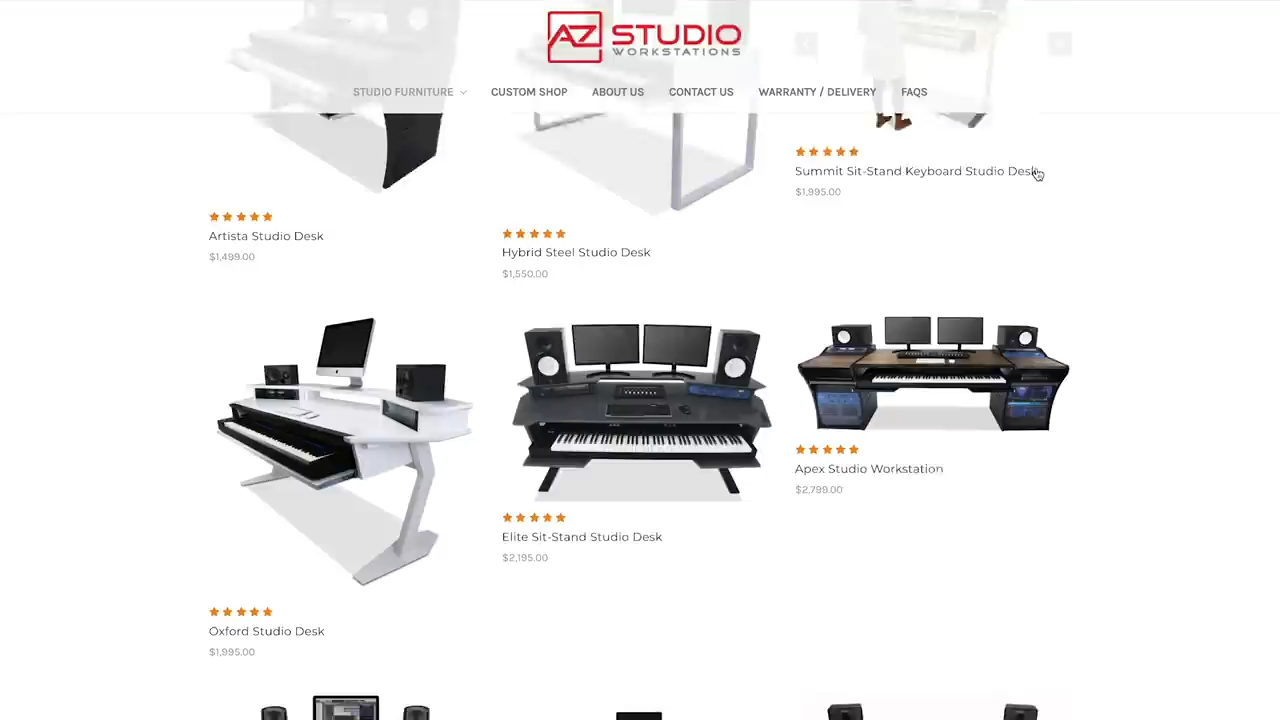 AZ STUDIO
WORKSTATIONS
STUDIO FURNITURE
CUSTOM SHOP
ABOUT US
CONTACT US
WARRANTY / DELIVERY
FAQS
Artista Studio Desk
$1,499.00
Hybrid Steel Studio Desk
$1,550.00
Summit Sit-Stand Keyboard Studio Desk
$1,995.00
Oxford Studio Desk
$1,995.00
Elite Sit-Stand Studio Desk
$2,195.00
Apex Studio Workstation
$2,799.00